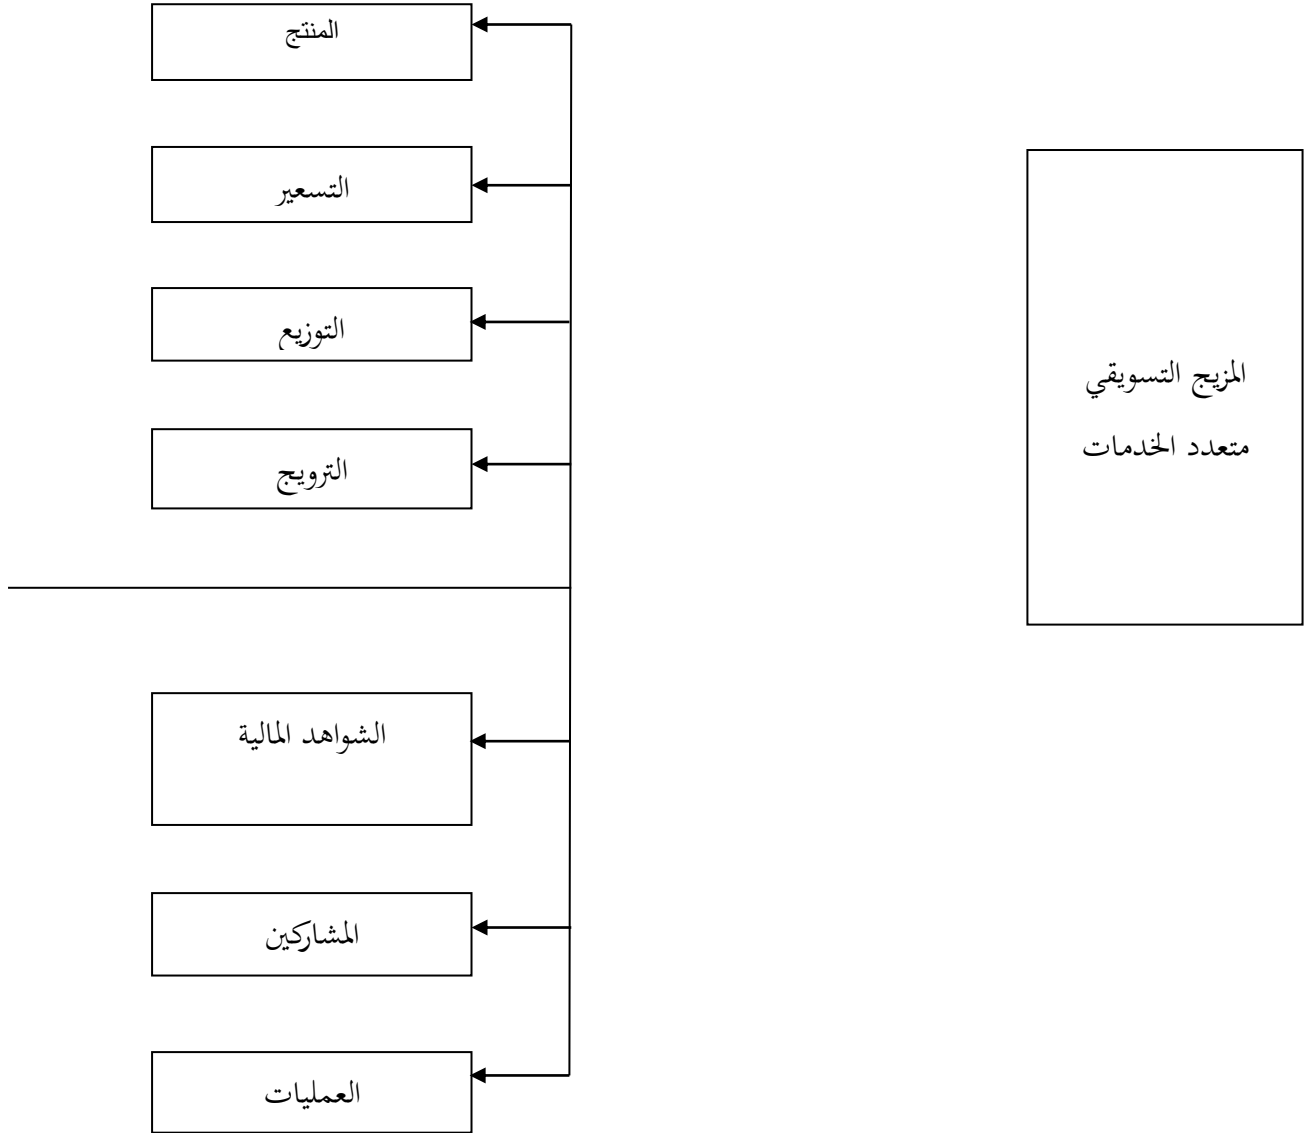 المزيج التسويقي
متعدد الخدمات
المنتج
التسعير
التوزيع
الترويج
الشواهد المالية
المشاركين
العمليات